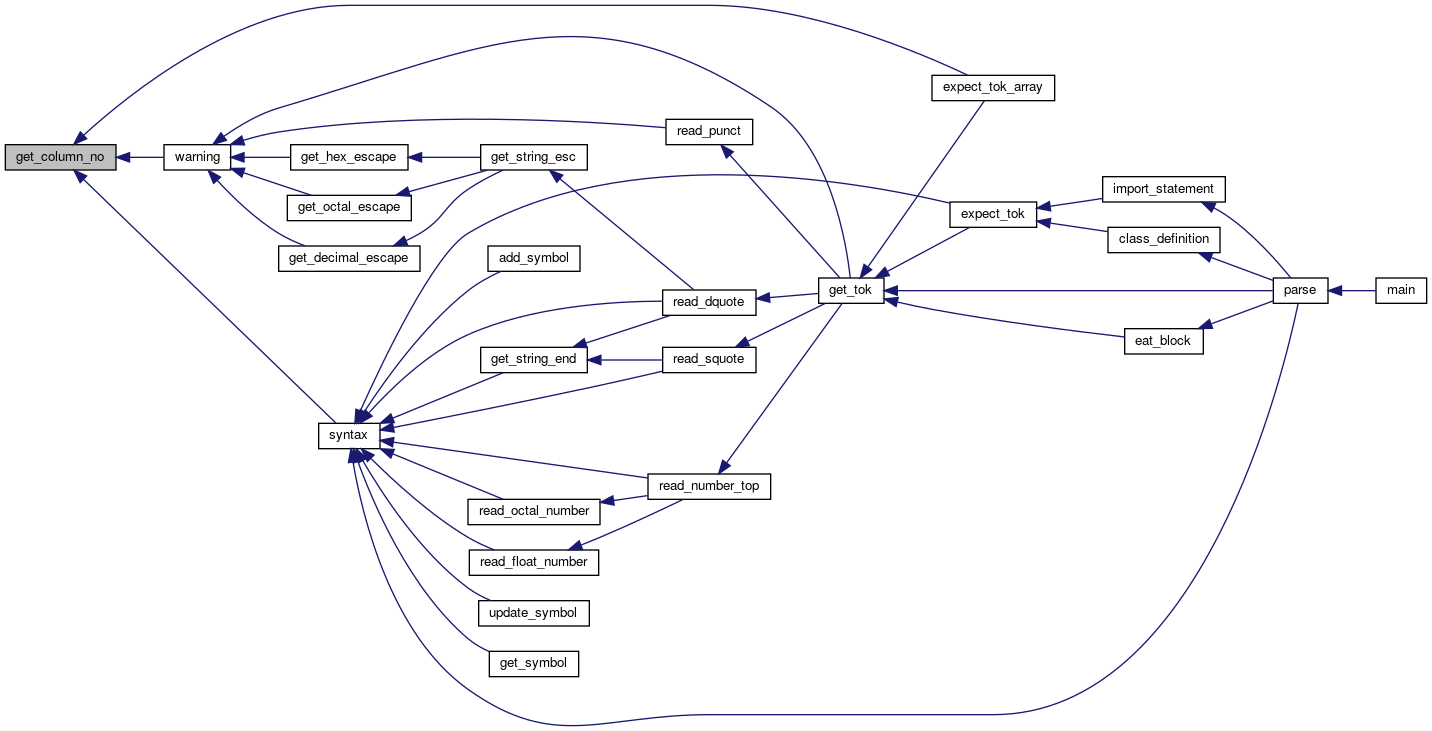 expect_tok_array
read_punct
get_column_no
warning
get_hex_escape
get_string_esc
import_statement
get_octal_escape
expect_tok
class_definition
get_decimal_escape
add_symbol
get_tok
parse
main
read_dquote
eat_block
get_string_end
read_squote
syntax
read_number_top
read_octal_number
read_float_number
update_symbol
get_symbol